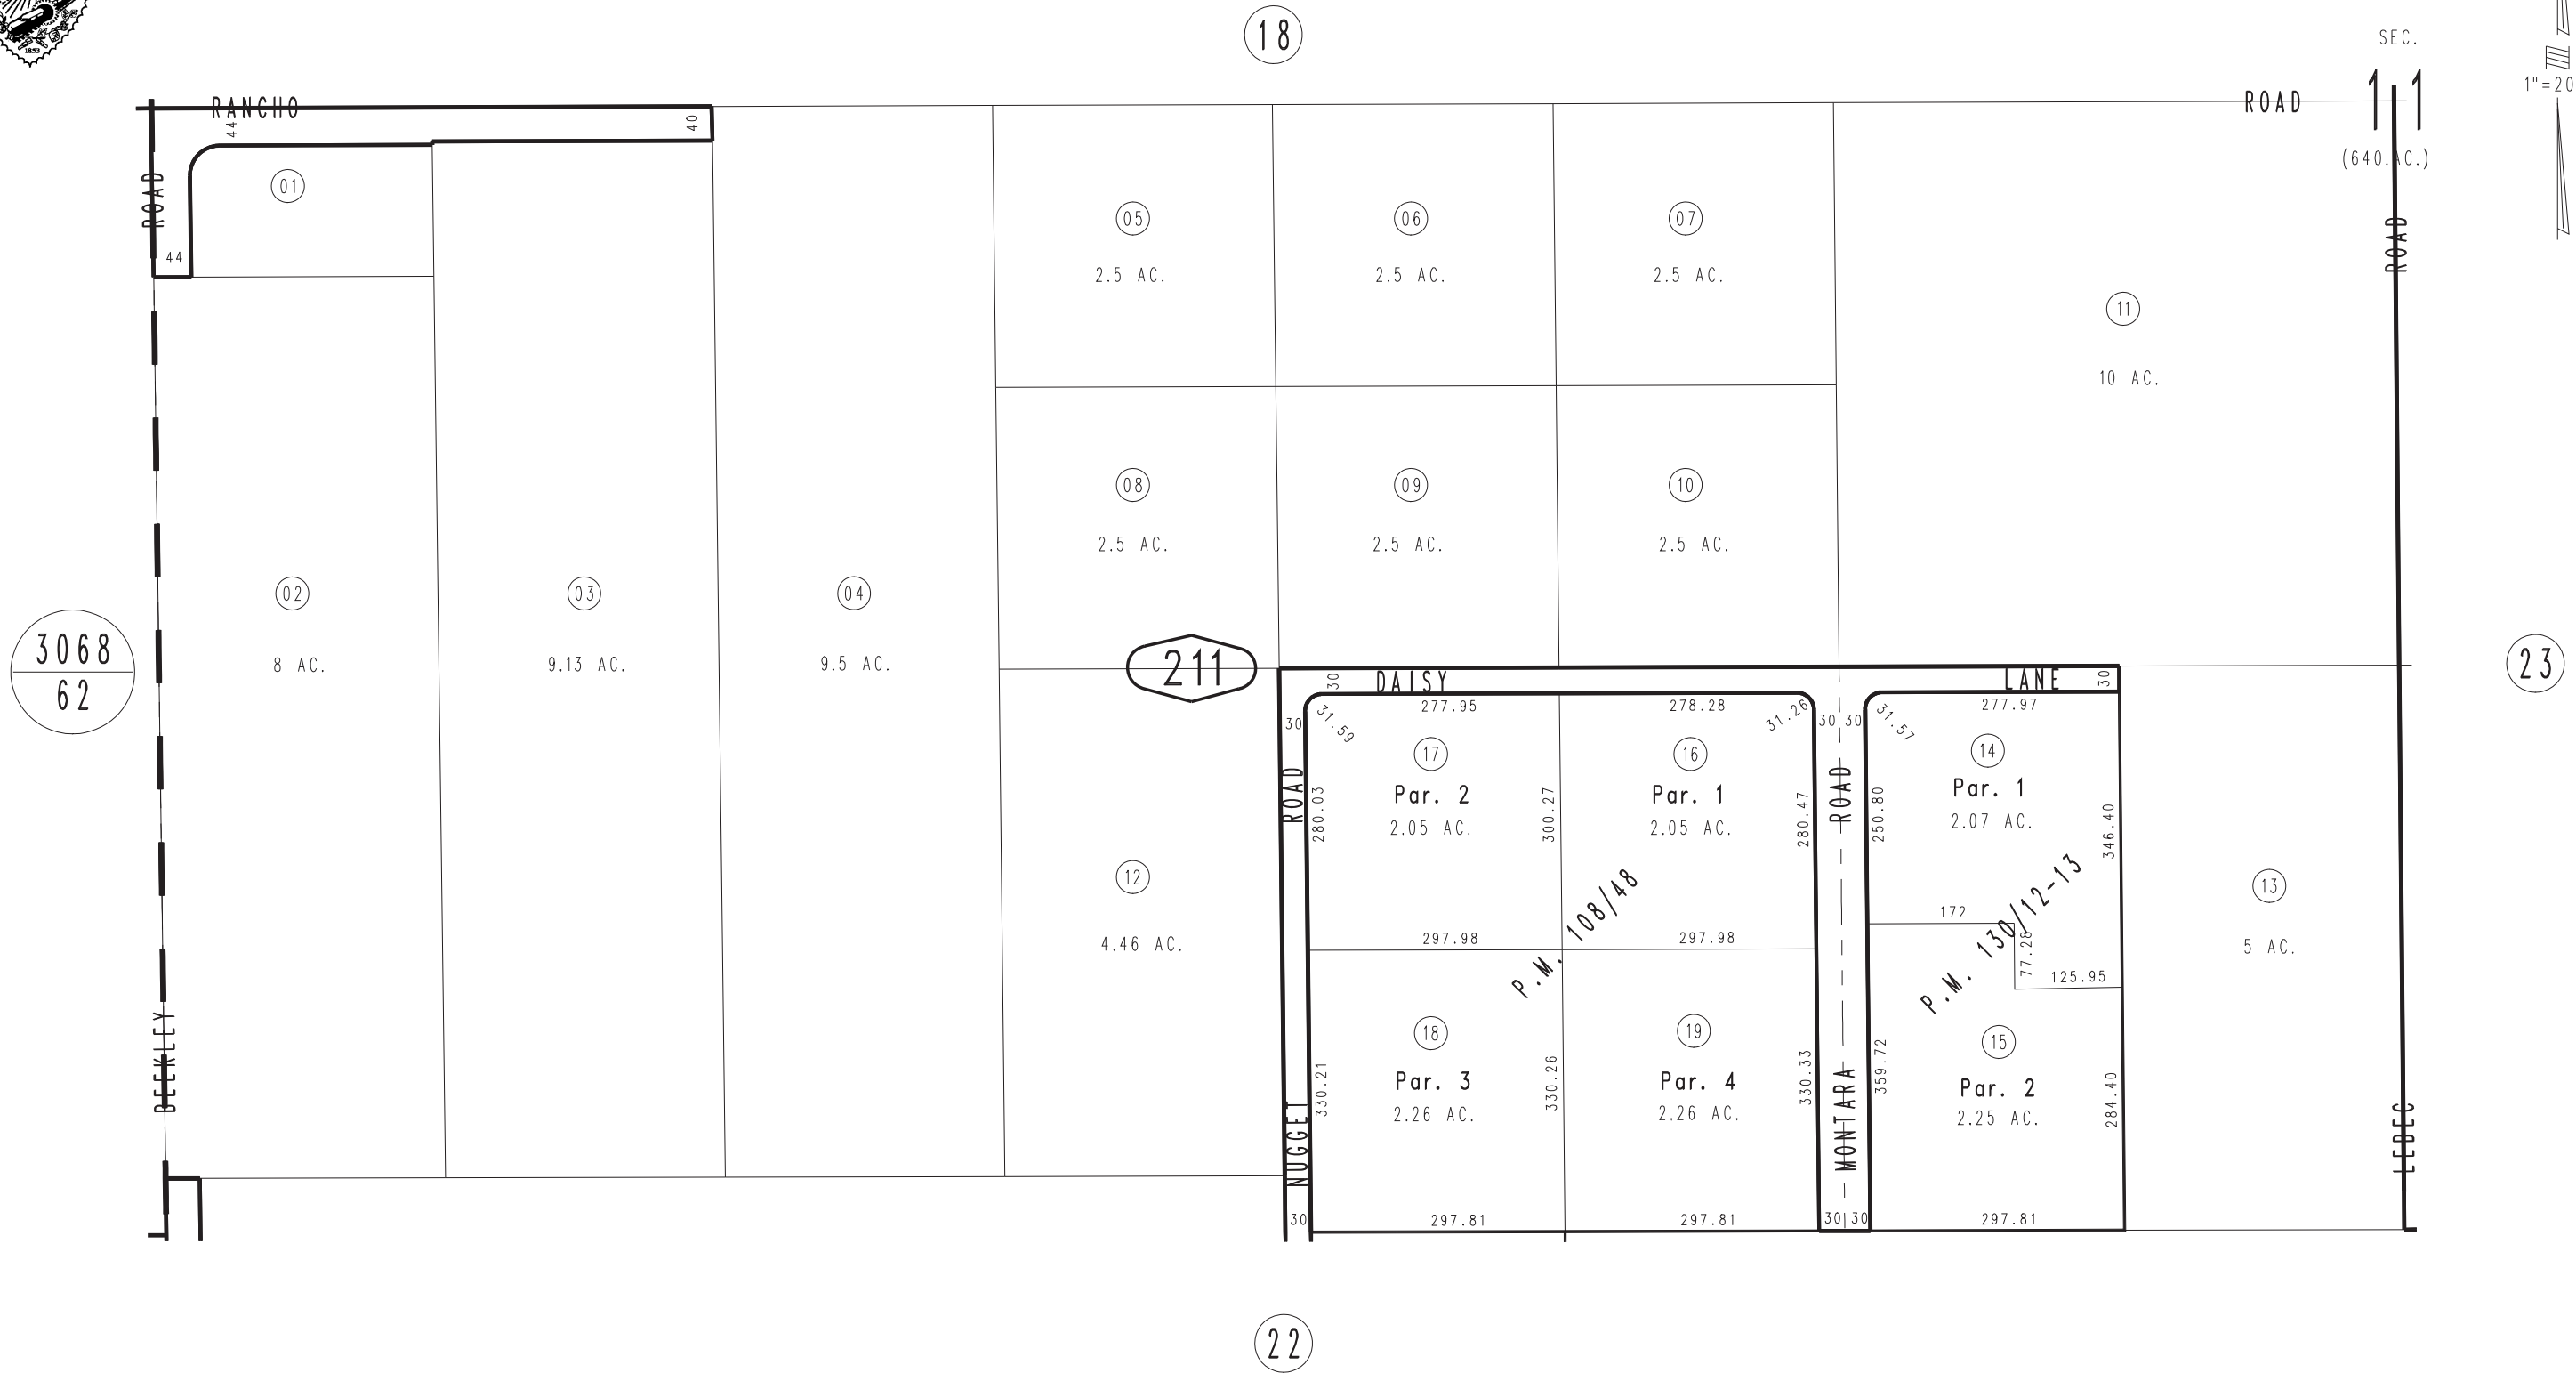 1853
18
SEC.
11
(640.AC.)
1"=20
RANCHO
ROAD
44
40
ROAD
44
01
05
2.5 AC.
06
2.5 AC.
07
2.5 AC.
11
10 AC.
ROAD
08
2.5 AC.
09
2.5 AC.
10
2.5 AC.
3068
62
02
8 AC.
03
9.13 AC.
04
9.5 AC.
211
23
30
DAISY
LANE
30
277.95
278.28
277.97
30
31.59
31.26
30 30
31.57
17
Par. 2
2.05 AC.
16
Par. 1
2.05 AC.
14
Par. 1
2.07 AC.
ROAD
280.03
300.27
280.47
ROAD
250.80
346.40
12
4.46 AC.
P.M. 108/48
P.M. 130/12-13
13
5 AC.
297.98
297.98
172
77.28
125.95
18
Par. 3
2.26 AC.
19
Par. 4
2.26 AC.
15
Par. 2
2.25 AC.
BEEKLEY
NUGGET
330.21
330.26
330.33
MONTARA
359.72
284.40
LEBEC
30
297.81
297.81
30 30
297.81
22